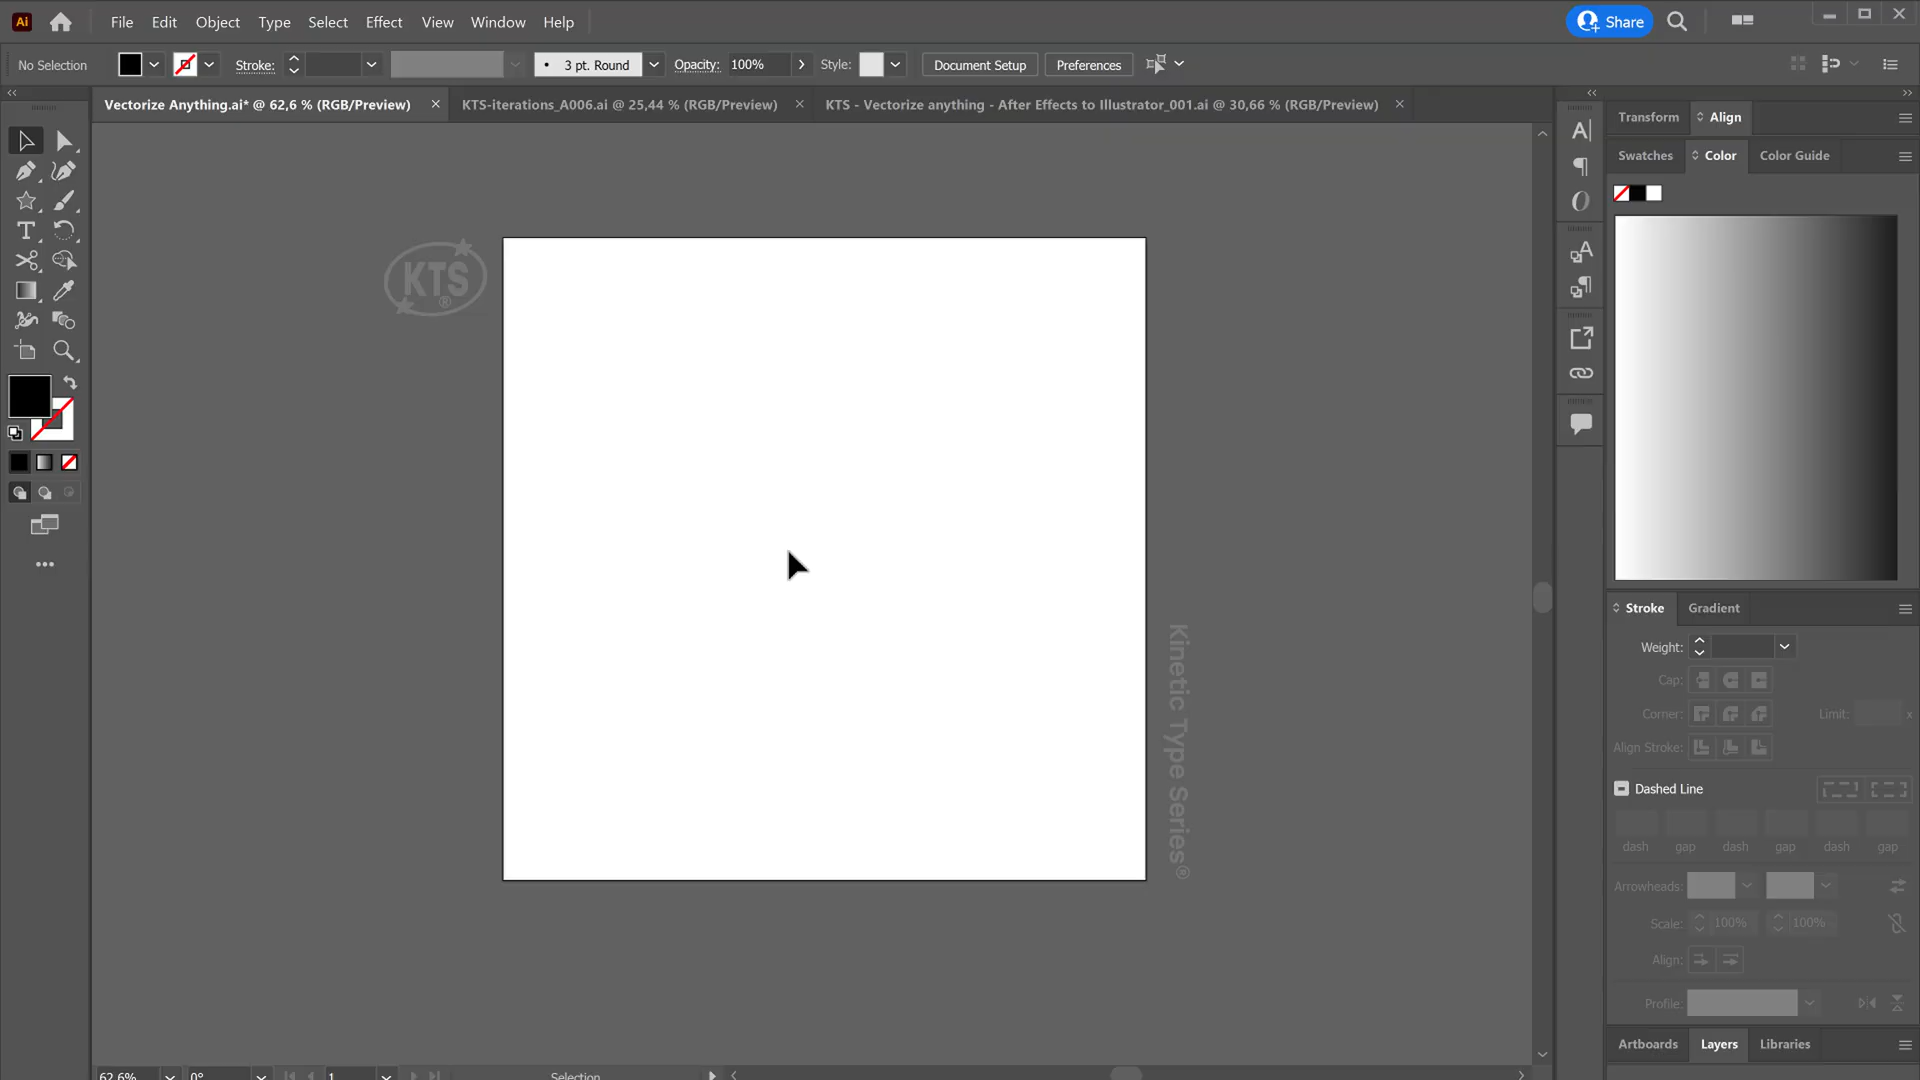 Ai File Edit Object Type Select Effect View Window Help Share
No Selection Stroke: 3 pt. Round Opacity: 100% Style: Document Setup Preferences
Vectorize Anything.ai* @ 62,6 % (RGB/Preview) KTS-iterations_A006.ai @ 25,44 % (RGB/Preview) KTS - Vectorize anything - After Effects to Illustrator_001.ai @ 30,66 % (RGB/Preview)
Transform Align
Swatches Color Color Guide
KTS®
Kinetic Type Series®
Stroke Gradient
Weight:
Cap:
Corner: Limit: x
Align Stroke:
Dashed Line
dash gap dash gap dash gap
Arrowheads:
Scale: 100% 100%
Align:
Profile:
Artboards Layers Libraries
62,6% 0° 1 Selection